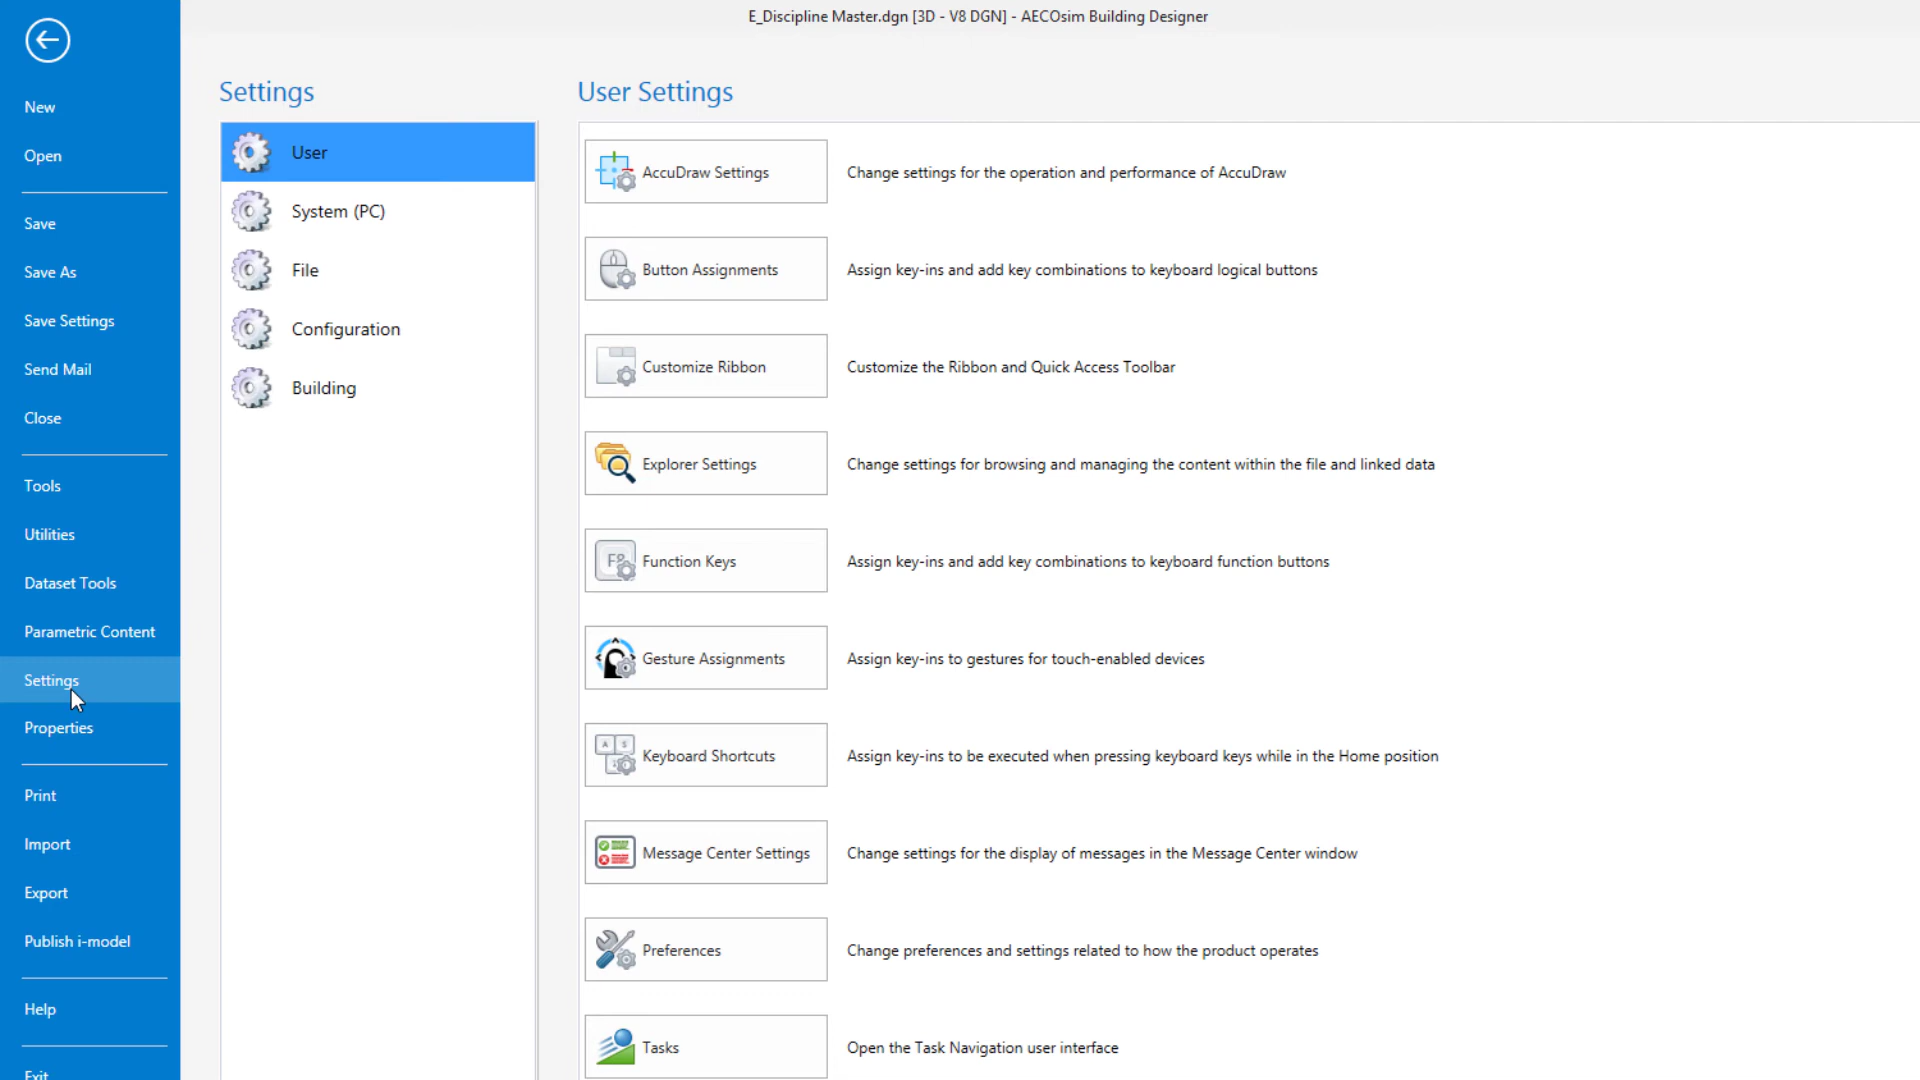 E_Discipline Master.dgn [3D - V8 DGN] - AECOsim Building Designer
New
Open
Save
Save As
Save Settings
Send Mail
Close
Tools
Utilities
Dataset Tools
Parametric Content
Settings
Properties
Print
Import
Export
Publish i-model
Help
Exit
Settings
User
System (PC)
File
Configuration
Building
User Settings
AccuDraw Settings
Change settings for the operation and performance of AccuDraw
Button Assignments
Assign key-ins and add key combinations to keyboard logical buttons
Customize Ribbon
Customize the Ribbon and Quick Access Toolbar
Explorer Settings
Change settings for browsing and managing the content within the file and linked data
F8
Function Keys
Assign key-ins and add key combinations to keyboard function buttons
Gesture Assignments
Assign key-ins to gestures for touch-enabled devices
A S
Keyboard Shortcuts
Assign key-ins to be executed when pressing keyboard keys while in the Home position
Message Center Settings
Change settings for the display of messages in the Message Center window
Preferences
Change preferences and settings related to how the product operates
Tasks
Open the Task Navigation user interface